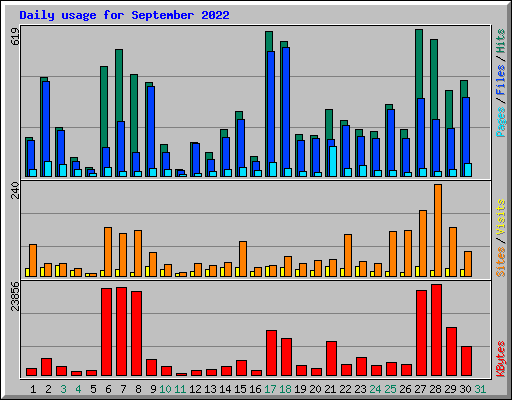 Daily usage for September 2022
619
Pages / Files / Hits
240
Sites / Visits
23856
KBytes
1 2 3 4 5 6 7 8 9 10 11 12 13 14 15 16 17 18 19 20 21 22 23 24 25 26 27 28 29 30 31